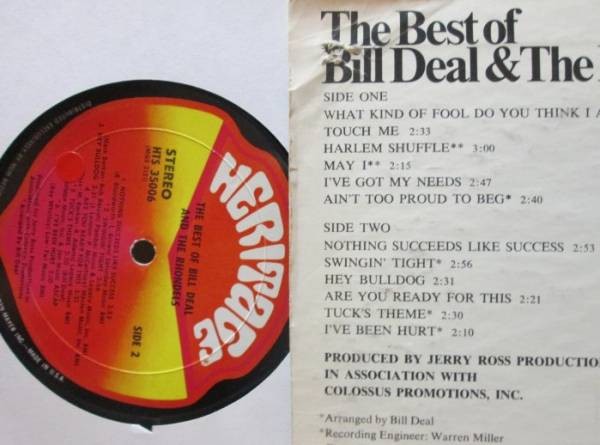 HERITAGE
STEREO
HTS 35006
THE BEST OF BILL DEAL
AND THE RHONDELS
SIDE 2
The Best of
Bill Deal & The
SIDE ONE
WHAT KIND OF FOOL DO YOU THINK I
TOUCH ME 2:33
HARLEM SHUFFLE** 3:00
MAY I** 2:15
I'VE GOT MY NEEDS 2:47
AIN'T TOO PROUD TO BEG* 2:40
SIDE TWO
NOTHING SUCCEEDS LIKE SUCCESS 2:53
SWINGIN' TIGHT* 2:56
HEY BULLDOG 2:31
ARE YOU READY FOR THIS 2:21
TUCK'S THEME* 2:30
I'VE BEEN HURT* 2:10
PRODUCED BY JERRY ROSS PRODUCTIO
IN ASSOCIATION WITH
COLOSSUS PROMOTIONS, INC.
*Arranged by Bill Deal
*Recording Engineer: Warren Miller